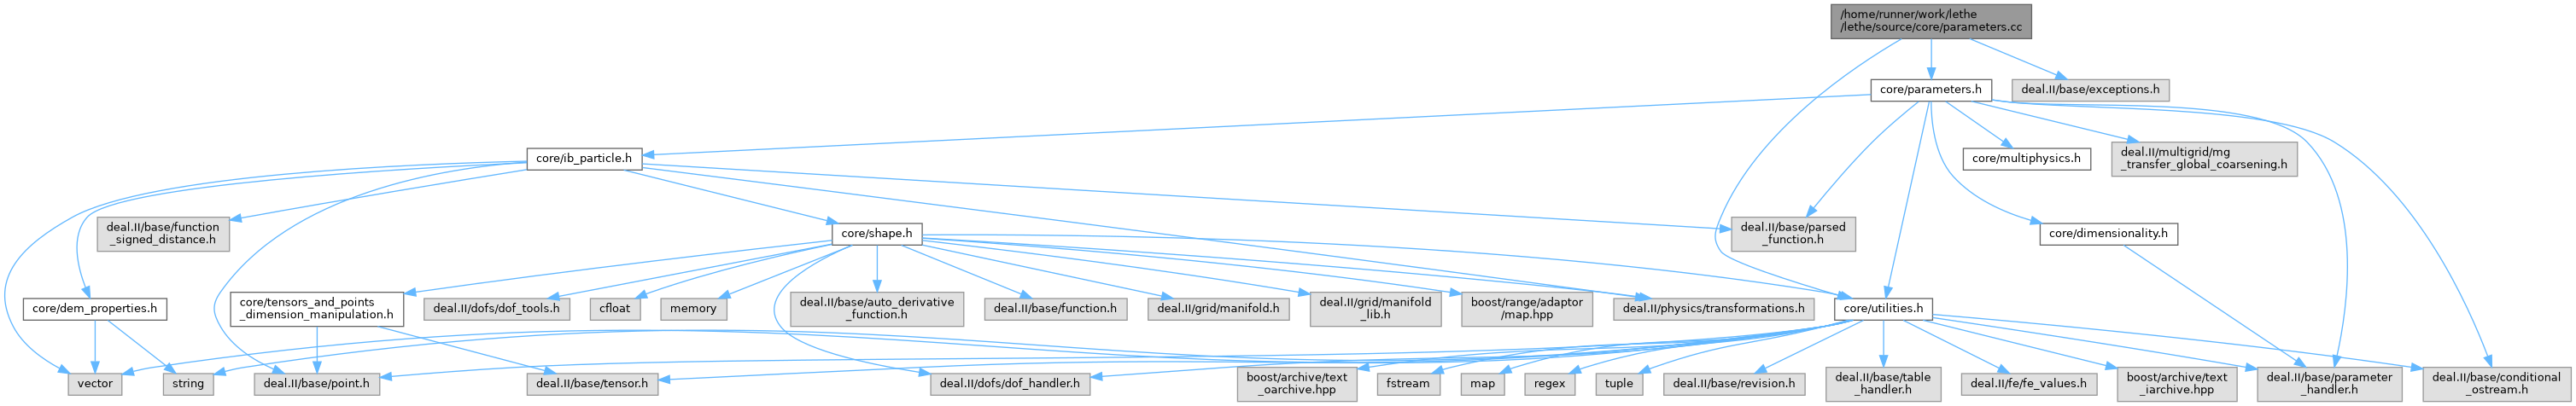 /home/runner/work/lethe
/lethe/source/core/parameters.cc
core/parameters.h
deal.II/base/exceptions.h
core/ib_particle.h
core/multiphysics.h
deal.II/multigrid/mg
_transfer_global_coarsening.h
deal.II/base/function
_signed_distance.h
core/shape.h
deal.II/base/parsed
_function.h
core/dimensionality.h
core/dem_properties.h
core/tensors_and_points
_dimension_manipulation.h
deal.II/dofs/dof_tools.h
cfloat
memory
deal.II/base/auto_derivative
_function.h
deal.II/base/function.h
deal.II/grid/manifold.h
deal.II/grid/manifold
_lib.h
boost/range/adaptor
/map.hpp
deal.II/physics/transformations.h
core/utilities.h
vector
string
deal.II/base/point.h
deal.II/base/tensor.h
deal.II/dofs/dof_handler.h
boost/archive/text
_oarchive.hpp
fstream
map
regex
tuple
deal.II/base/revision.h
deal.II/base/table
_handler.h
deal.II/fe/fe_values.h
boost/archive/text
_iarchive.hpp
deal.II/base/parameter
_handler.h
deal.II/base/conditional
_ostream.h